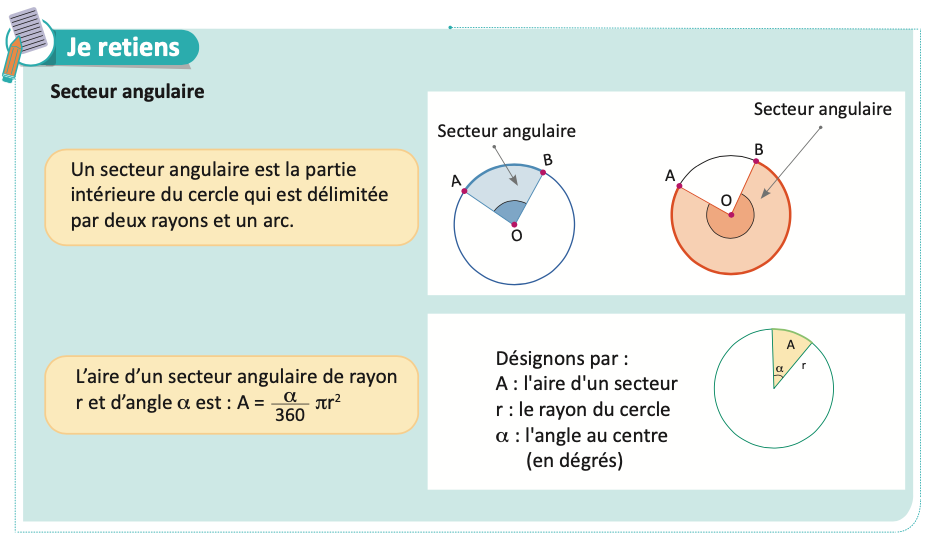 Je retiens
Secteur angulaire
Un secteur angulaire est la partie
intérieure du cercle qui est délimitée
par deux rayons et un arc.
Secteur angulaire
A
B
O
Secteur angulaire
A
B
O
L’aire d’un secteur angulaire de rayon
r et d’angle α est : A = α/360 πr²
Désignons par :
A : l'aire d'un secteur
r : le rayon du cercle
α : l'angle au centre
(en dégrés)
A
α
r